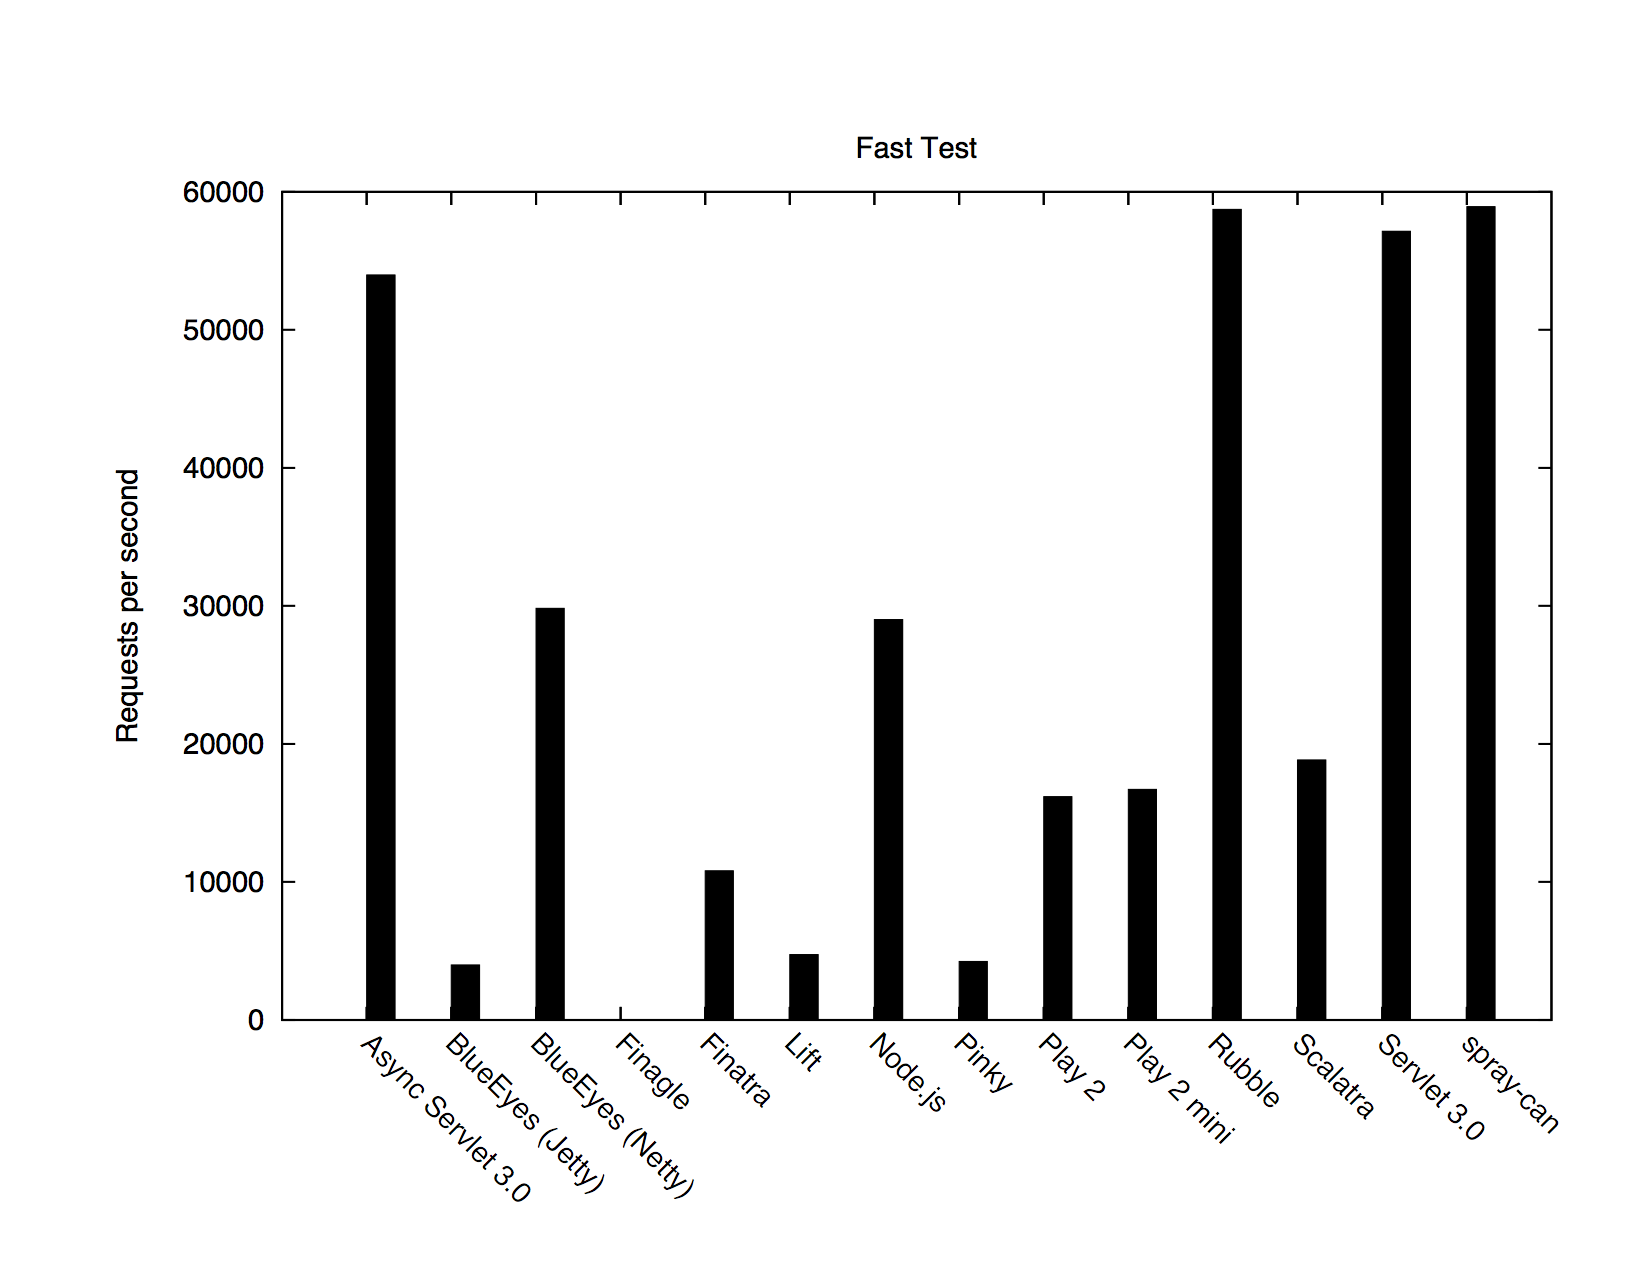 Fast Test
60000
50000
40000
30000
20000
10000
0
Requests per second
Async Servlet 3.0
BlueEyes (Jetty)
BlueEyes (Netty)
Finagle
Finatra
Lift
Node.js
Pinky
Play 2
Play 2 mini
Rubble
Scalatra
Servlet 3.0
spray-can